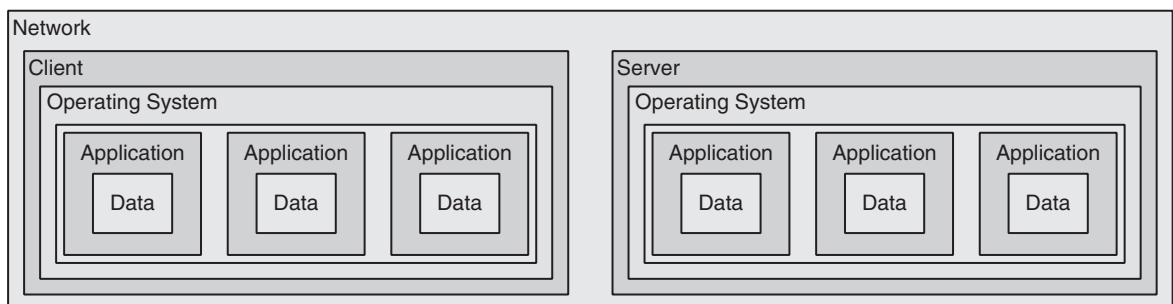 Network
Client
Operating System
Application
Data
Application
Data
Application
Data
Server
Operating System
Application
Data
Application
Data
Application
Data